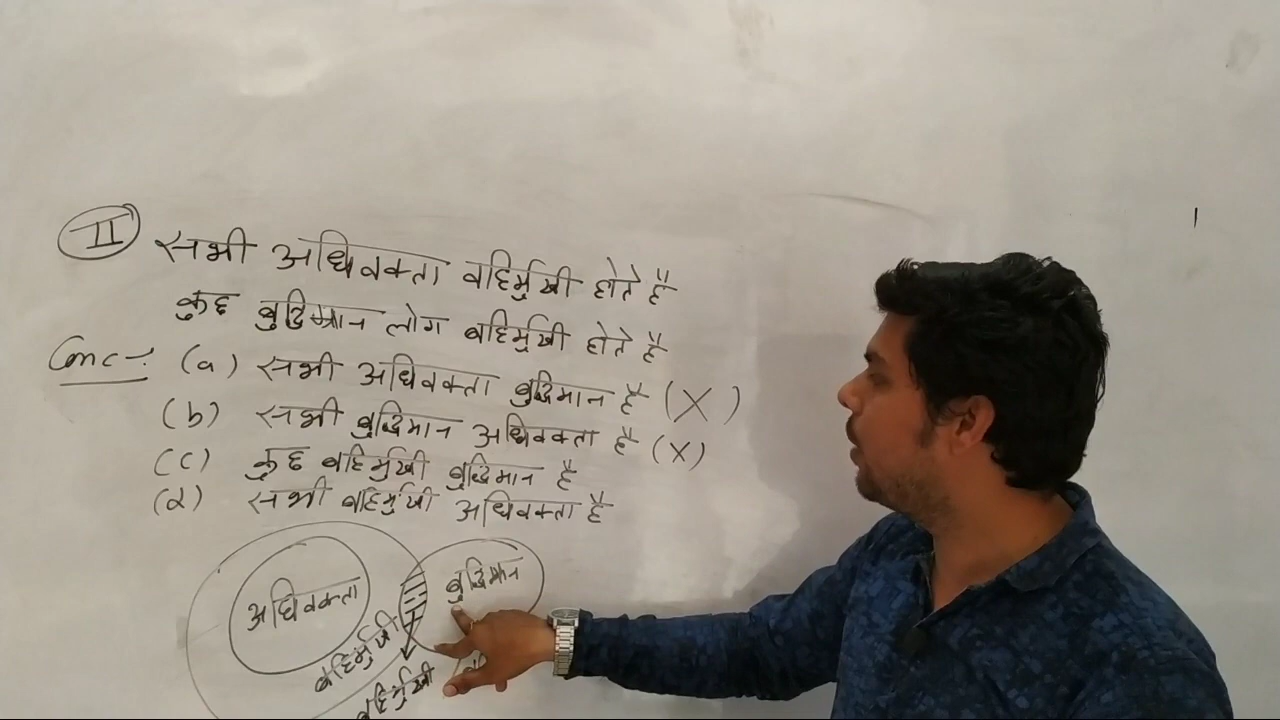 II सभी अधिवक्ता बहिर्मुखी होते है
कुछ बुद्धिमान लोग बहिर्मुखी होते है
Conc :- (a) सभी अधिवक्ता बुद्धिमान है (X)
(b) सभी बुद्धिमान अधिवक्ता है (X)
(c) कुछ बहिर्मुखी बुद्धिमान है
(d) सभी बहिर्मुखी अधिवक्ता है
अधिवक्ता
बुद्धिमान
बहिर्मुखी
बहिर्मुखी